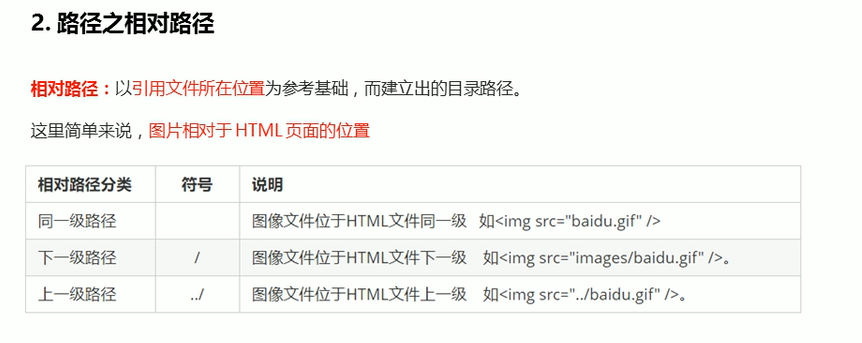 2. 路径之相对路径
相对路径：以引用文件所在位置为参考基础，而建立出的目录路径。
这里简单来说，图片相对于 HTML 页面的位置
相对路径分类 符号 说明
同一级路径 图像文件位于HTML文件同一级 如<img src="baidu.gif" />
下一级路径 / 图像文件位于HTML文件下一级 如<img src="images/baidu.gif" />。
上一级路径 ../ 图像文件位于HTML文件上一级 如<img src="../baidu.gif" />。